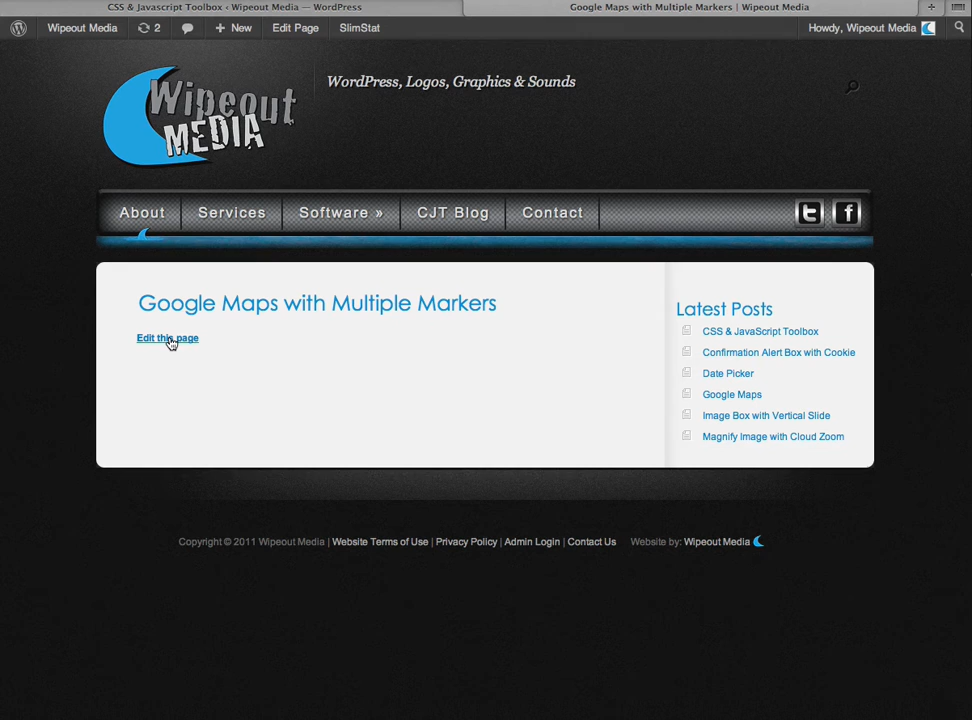 CSS & Javascript Toolbox ‹ Wipeout Media — WordPress
Google Maps with Multiple Markers | Wipeout Media
Wipeout Media
2
New
Edit Page
SlimStat
Howdy, Wipeout Media
Wipeout
MEDIA
WordPress, Logos, Graphics & Sounds
About
Services
Software »
CJT Blog
Contact
Google Maps with Multiple Markers
Edit this page
Latest Posts
CSS & JavaScript Toolbox
Confirmation Alert Box with Cookie
Date Picker
Google Maps
Image Box with Vertical Slide
Magnify Image with Cloud Zoom
Copyright © 2011 Wipeout Media | Website Terms of Use | Privacy Policy | Admin Login | Contact Us Website by: Wipeout Media